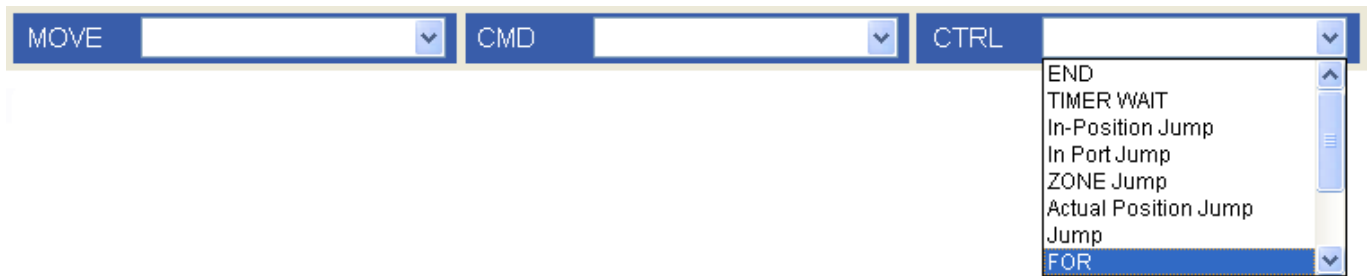 MOVE CMD CTRL
END
TIMER WAIT
In-Position Jump
In Port Jump
ZONE Jump
Actual Position Jump
Jump
FOR